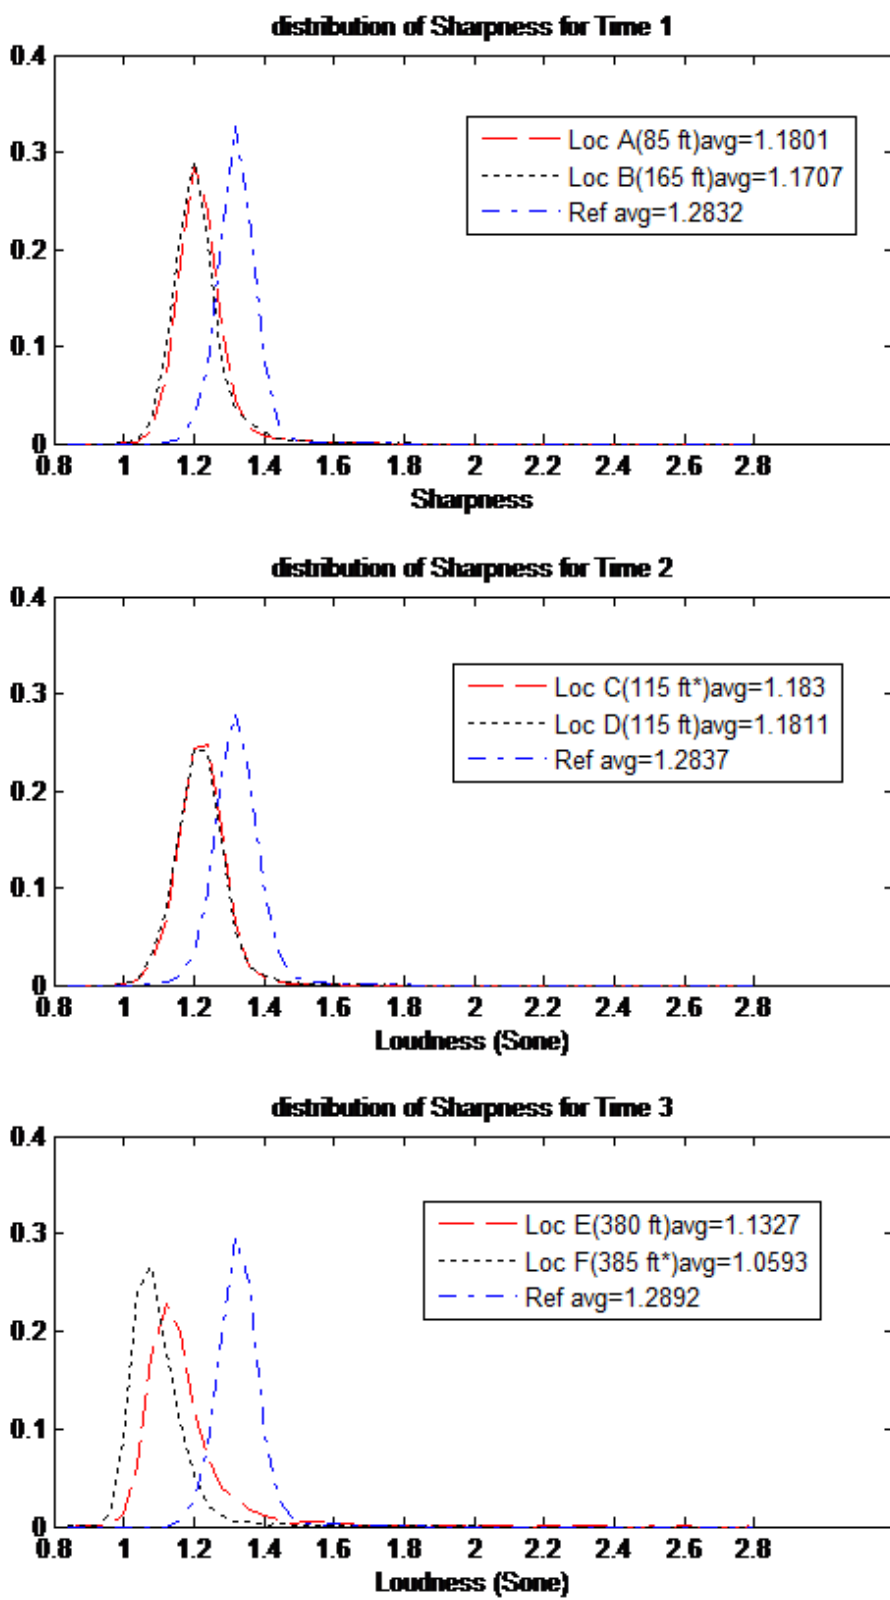 distribution of Sharpness for Time 1
0.4
0.3
0.2
0.1
0
Loc A(85 ft)avg=1.1801
Loc B(165 ft)avg=1.1707
Ref avg=1.2832
0.8 1 1.2 1.4 1.6 1.8 2 2.2 2.4 2.6 2.8
Sharpness
distribution of Sharpness for Time 2
0.4
0.3
0.2
0.1
0
Loc C(115 ft*)avg=1.183
Loc D(115 ft)avg=1.1811
Ref avg=1.2837
0.8 1 1.2 1.4 1.6 1.8 2 2.2 2.4 2.6 2.8
Loudness (Sone)
distribution of Sharpness for Time 3
0.4
0.3
0.2
0.1
0
Loc E(380 ft)avg=1.1327
Loc F(385 ft*)avg=1.0593
Ref avg=1.2892
0.8 1 1.2 1.4 1.6 1.8 2 2.2 2.4 2.6 2.8
Loudness (Sone)